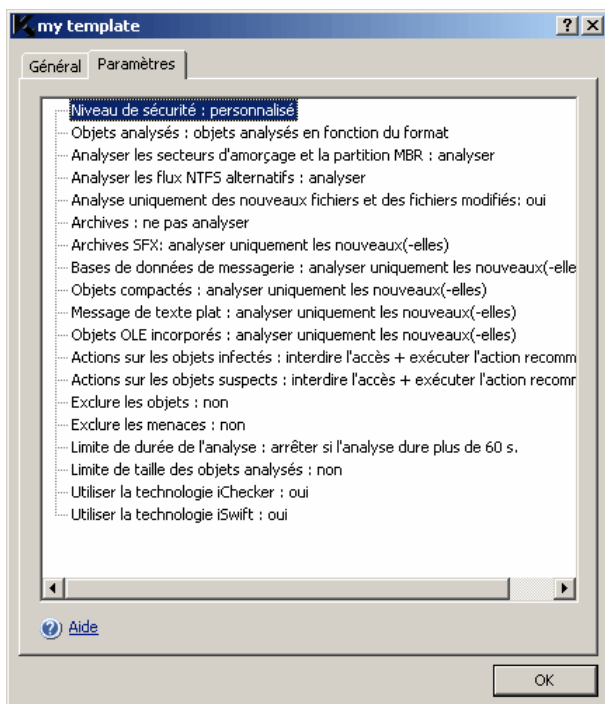 my template
Général
Paramètres
Niveau de sécurité : personnalisé
Objets analysés : objets analysés en fonction du format
Analyser les secteurs d'amorçage et la partition MBR : analyser
Analyser les flux NTFS alternatifs : analyser
Analyse uniquement des nouveaux fichiers et des fichiers modifiés: oui
Archives : ne pas analyser
Archives SFX: analyser uniquement les nouveaux(-elles)
Bases de données de messagerie : analyser uniquement les nouveaux(-elle
Objets compactés : analyser uniquement les nouveaux(-elles)
Message de texte plat : analyser uniquement les nouveaux(-elles)
Objets OLE incorporés : analyser uniquement les nouveaux(-elles)
Actions sur les objets infectés : interdire l'accès + exécuter l'action recomm
Actions sur les objets suspects : interdire l'accès + exécuter l'action recomm
Exclure les objets : non
Exclure les menaces : non
Limite de durée de l'analyse : arrêter si l'analyse dure plus de 60 s.
Limite de taille des objets analysés : non
Utiliser la technologie iChecker : oui
Utiliser la technologie iSwift : oui
Aide
OK